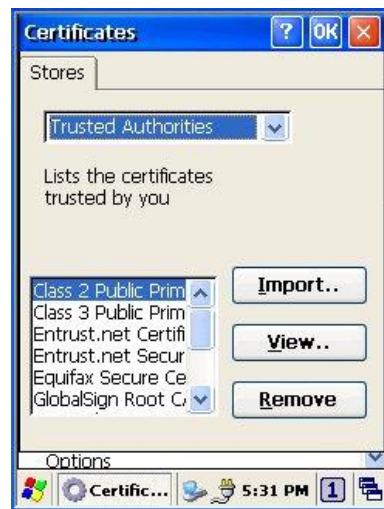 Certificates ? OK
Stores
Trusted Authorities
Lists the certificates
trusted by you
Class 2 Public Prim
Class 3 Public Prim
Entrust.net Certifi
Entrust.net Secur
Equifax Secure Ce
GlobalSign Root CA
Import..
View..
Remove
Options
Certific... 5:31 PM 1